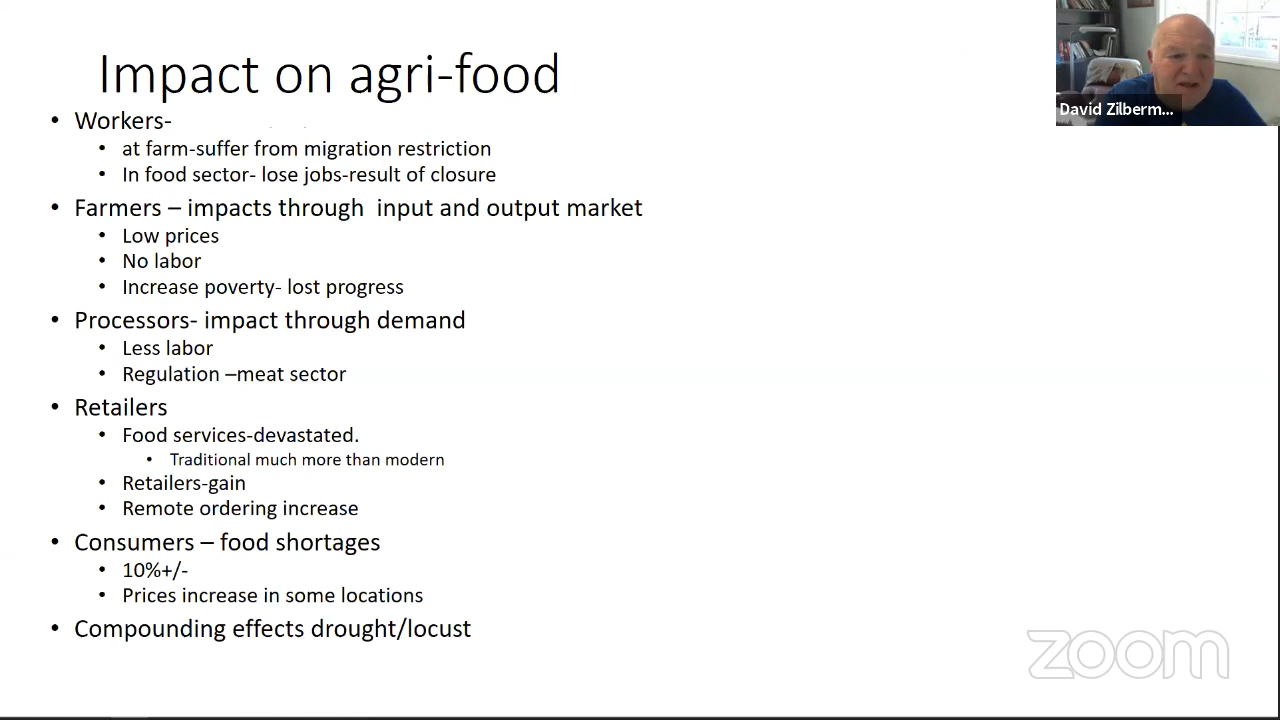 Impact on agri-food
• Workers-
• at farm-suffer from migration restriction
• In food sector- lose jobs-result of closure
• Farmers – impacts through  input and output market
• Low prices
• No labor
• Increase poverty- lost progress
• Processors- impact through demand
• Less labor
• Regulation –meat sector
• Retailers
• Food services-devastated.
• Traditional much more than modern
• Retailers-gain
• Remote ordering increase
• Consumers – food shortages
• 10%+/-
• Prices increase in some locations
• Compounding effects drought/locust
David Zilberm...
zoom